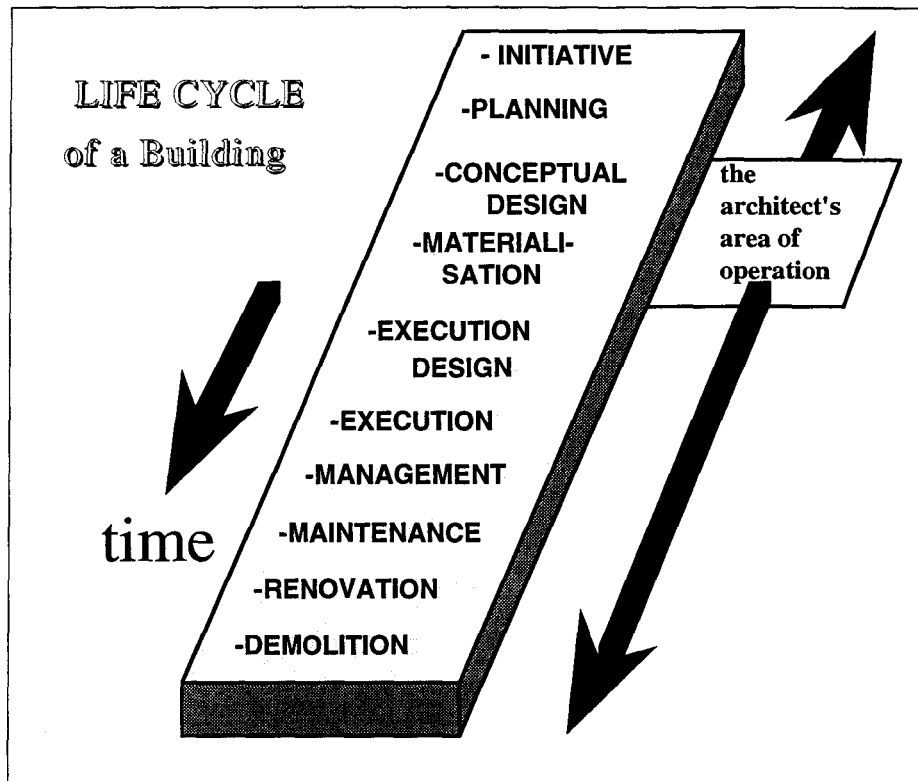 LIFE CYCLE
of a Building
- INITIATIVE
-PLANNING
-CONCEPTUAL
DESIGN
-MATERIALI-
SATION
-EXECUTION
DESIGN
-EXECUTION
-MANAGEMENT
-MAINTENANCE
-RENOVATION
-DEMOLITION
the
architect's
area of
operation
time